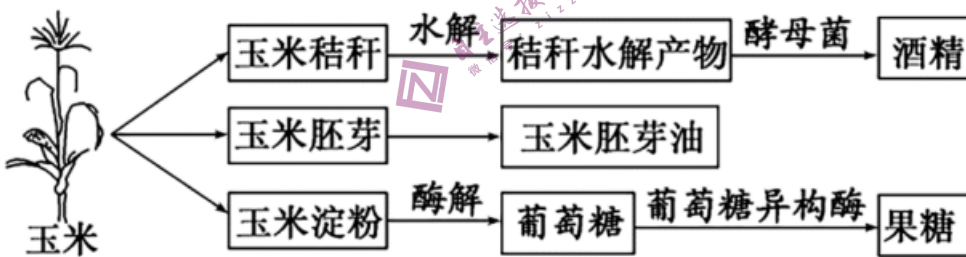 玉米秸秆 水解 秸秆水解产物 酵母菌 酒精
玉米胚芽 玉米胚芽油
玉米淀粉 酶解 葡萄糖 葡萄糖异构酶 果糖
玉米